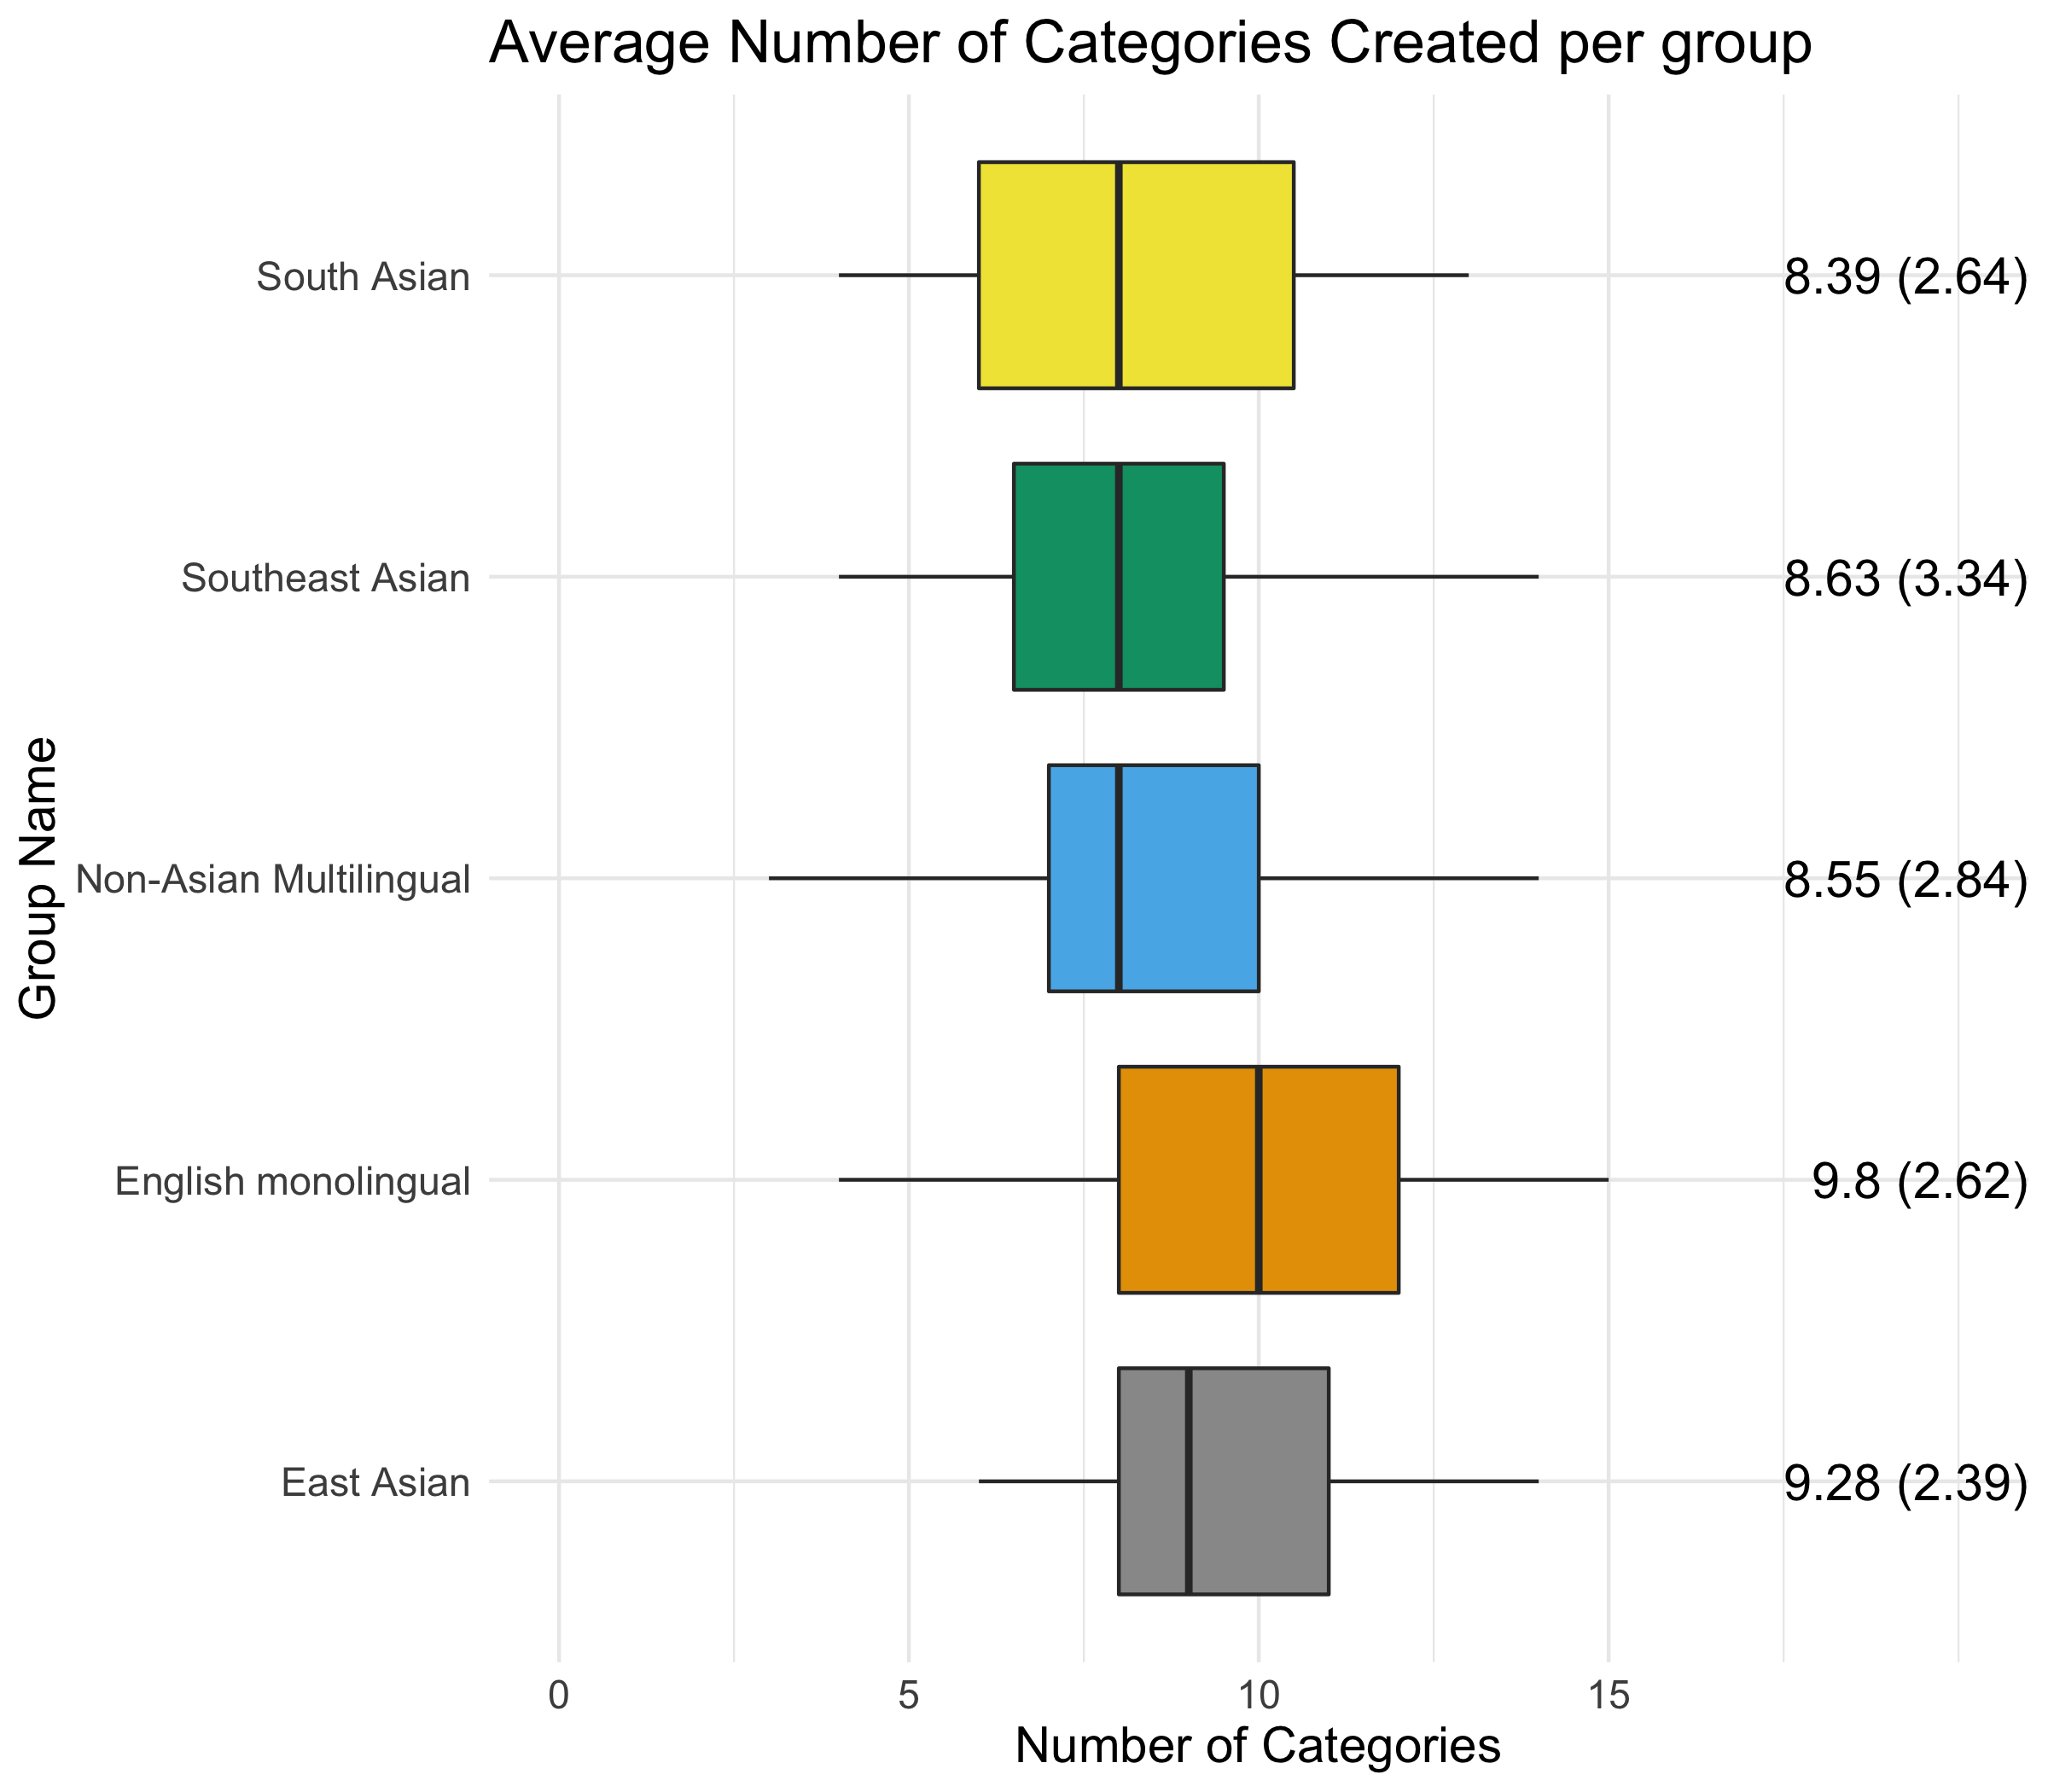 Average Number of Categories Created per group
South Asian
8.39 (2.64)
Southeast Asian
8.63 (3.34)
Group Name
Non-Asian Multilingual
8.55 (2.84)
English monolingual
9.8 (2.62)
East Asian
9.28 (2.39)
0 5 10 15
Number of Categories